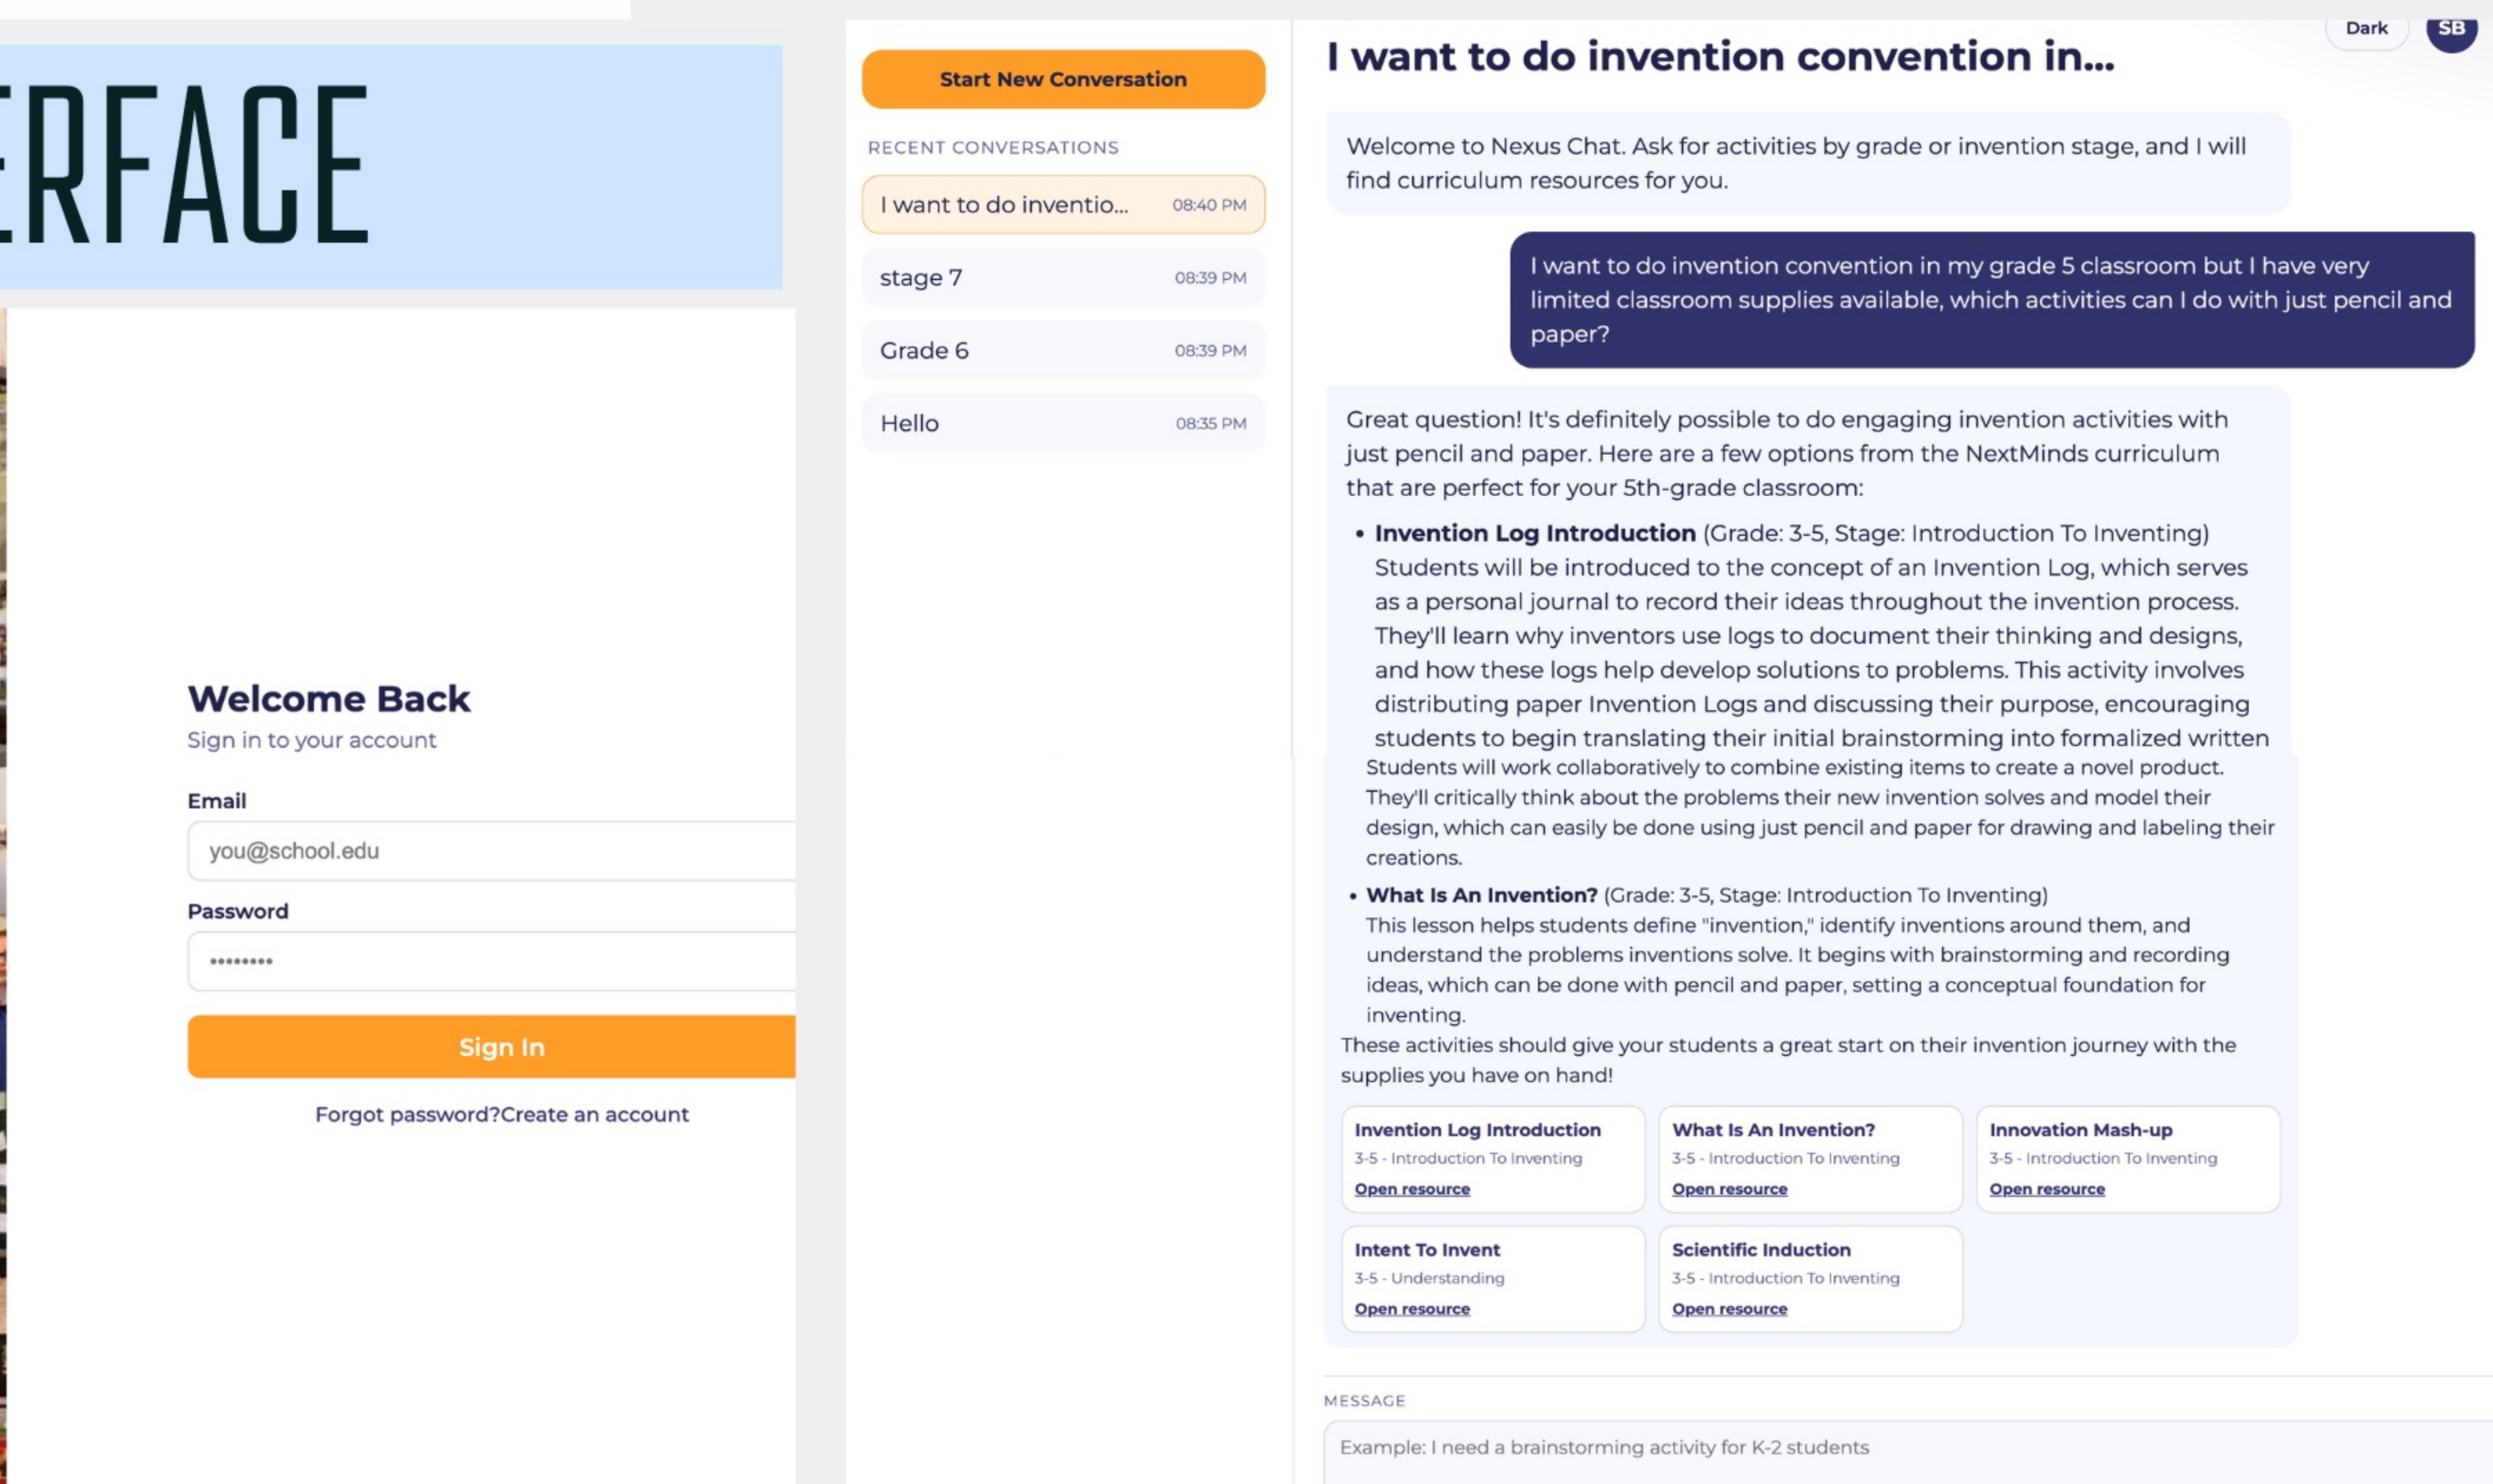 ERFACE
Welcome Back
Sign in to your account
Email
you@school.edu
Password
••••••••
Sign In
Forgot password?Create an account
Start New Conversation
RECENT CONVERSATIONS
I want to do inventio... 08:40 PM
stage 7 08:39 PM
Grade 6 08:39 PM
Hello 08:35 PM
Dark SB
I want to do invention convention in...
Welcome to Nexus Chat. Ask for activities by grade or invention stage, and I will
find curriculum resources for you.
I want to do invention convention in my grade 5 classroom but I have very
limited classroom supplies available, which activities can I do with just pencil and
paper?
Great question! It's definitely possible to do engaging invention activities with
just pencil and paper. Here are a few options from the NextMinds curriculum
that are perfect for your 5th-grade classroom:
• Invention Log Introduction (Grade: 3-5, Stage: Introduction To Inventing)
Students will be introduced to the concept of an Invention Log, which serves
as a personal journal to record their ideas throughout the invention process.
They'll learn why inventors use logs to document their thinking and designs,
and how these logs help develop solutions to problems. This activity involves
distributing paper Invention Logs and discussing their purpose, encouraging
students to begin translating their initial brainstorming into formalized written
Students will work collaboratively to combine existing items to create a novel product.
They'll critically think about the problems their new invention solves and model their
design, which can easily be done using just pencil and paper for drawing and labeling their
creations.
• What Is An Invention? (Grade: 3-5, Stage: Introduction To Inventing)
This lesson helps students define "invention," identify inventions around them, and
understand the problems inventions solve. It begins with brainstorming and recording
ideas, which can be done with pencil and paper, setting a conceptual foundation for
inventing.
These activities should give your students a great start on their invention journey with the
supplies you have on hand!
Invention Log Introduction
3-5 - Introduction To Inventing
Open resource
What Is An Invention?
3-5 - Introduction To Inventing
Open resource
Innovation Mash-up
3-5 - Introduction To Inventing
Open resource
Intent To Invent
3-5 - Understanding
Open resource
Scientific Induction
3-5 - Introduction To Inventing
Open resource
MESSAGE
Example: I need a brainstorming activity for K-2 students